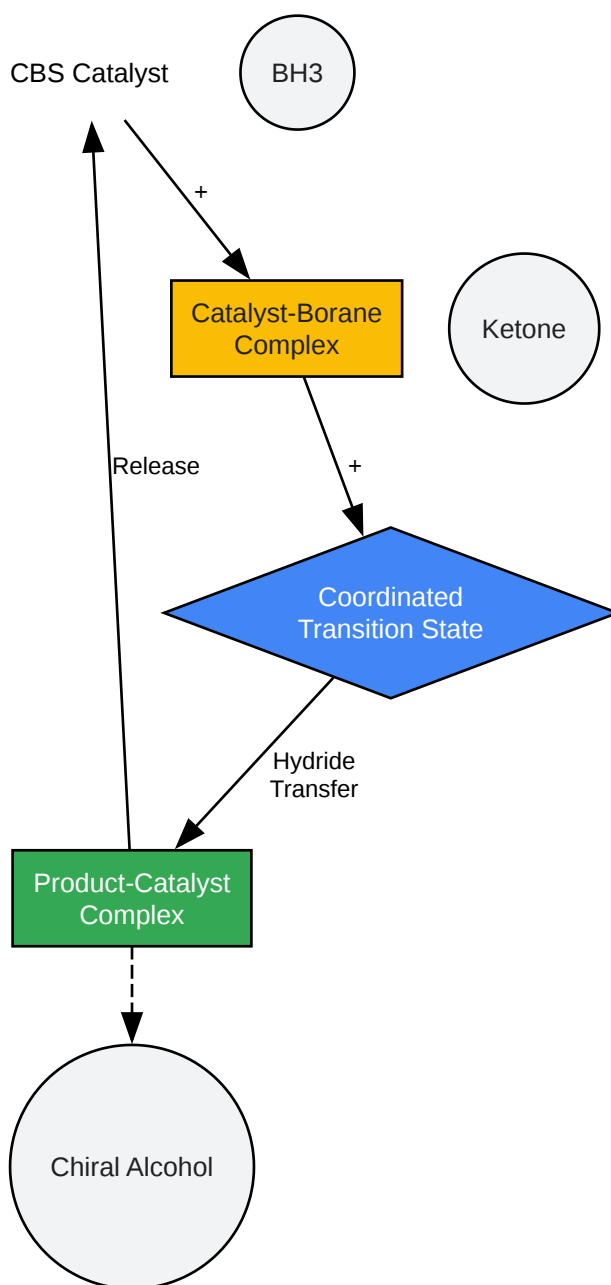 CBS Catalyst
BH3
+
Catalyst-Borane
Complex
Ketone
Release
+
Coordinated
Transition State
Hydride
Transfer
Product-Catalyst
Complex
Chiral Alcohol